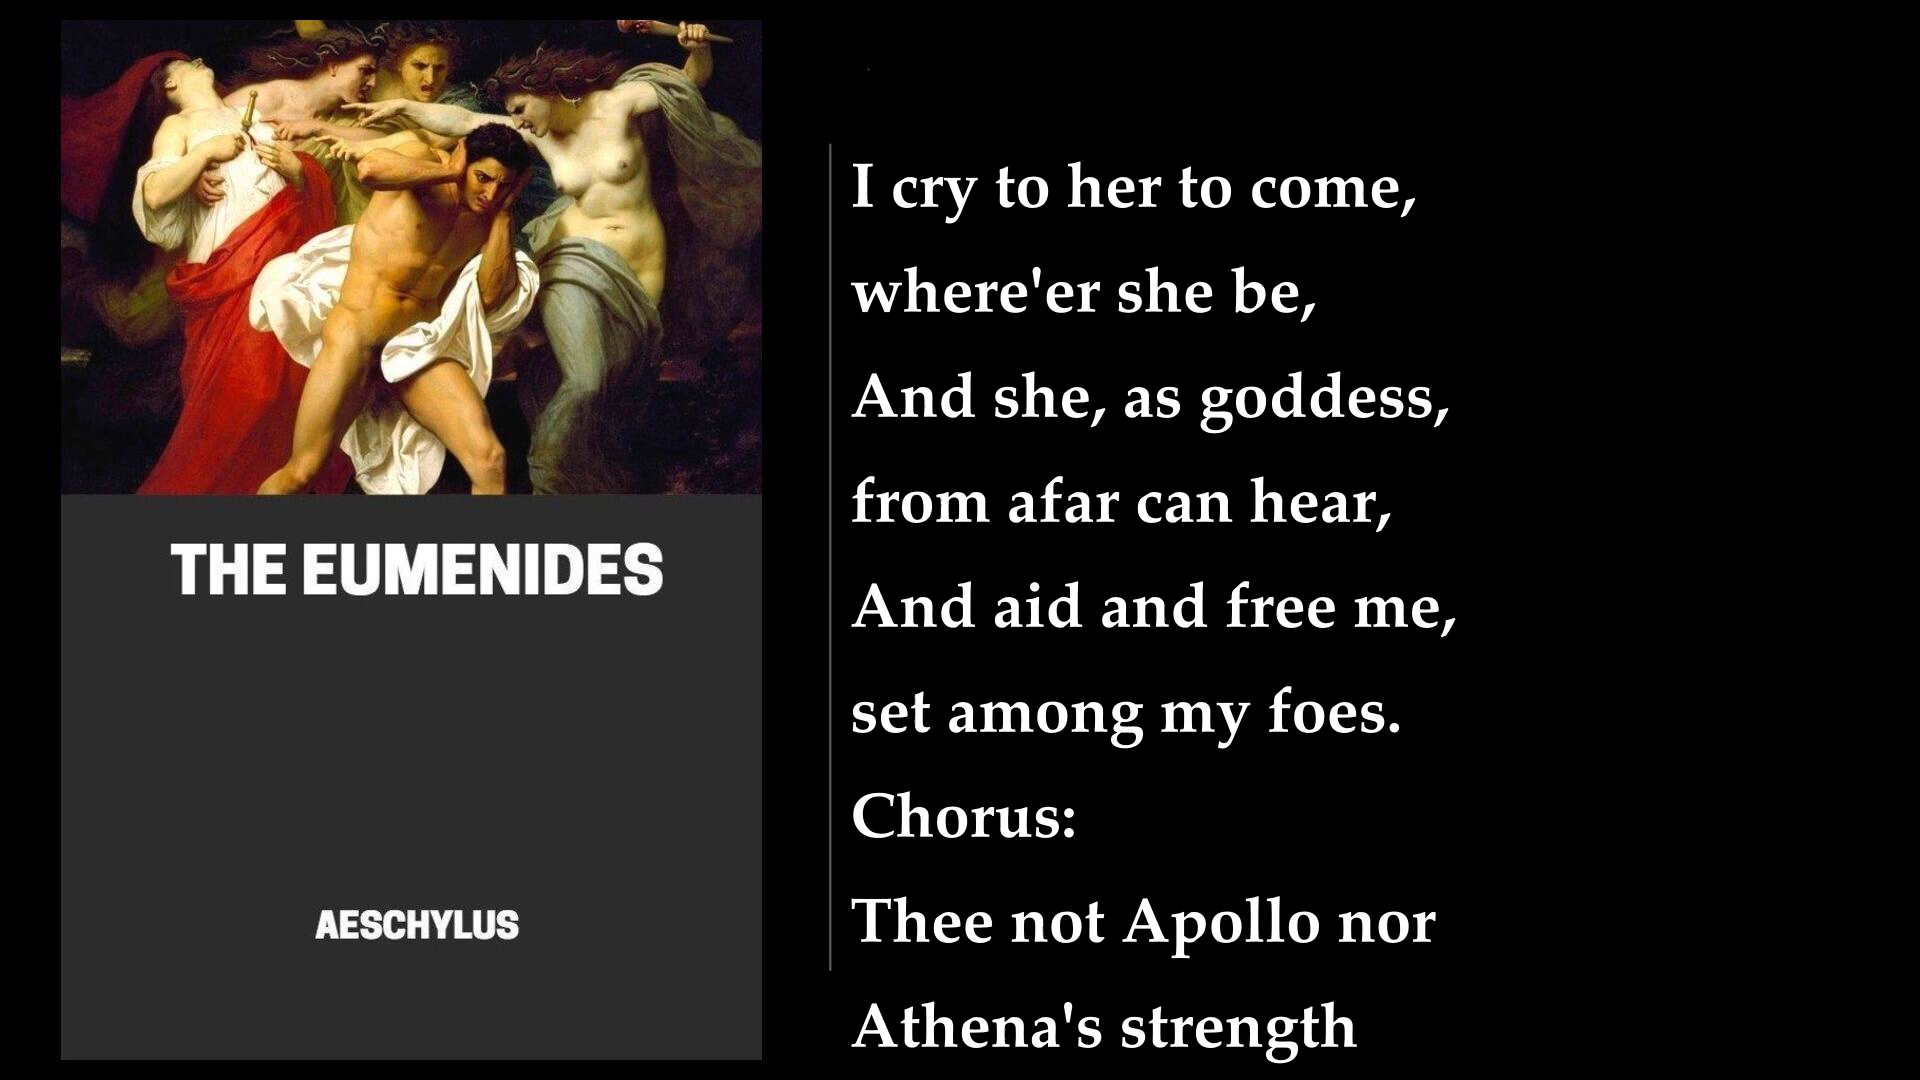 THE EUMENIDES
AESCHYLUS
I cry to her to come,
where'er she be,
And she, as goddess,
from afar can hear,
And aid and free me,
set among my foes.
Chorus:
Thee not Apollo nor
Athena's strength